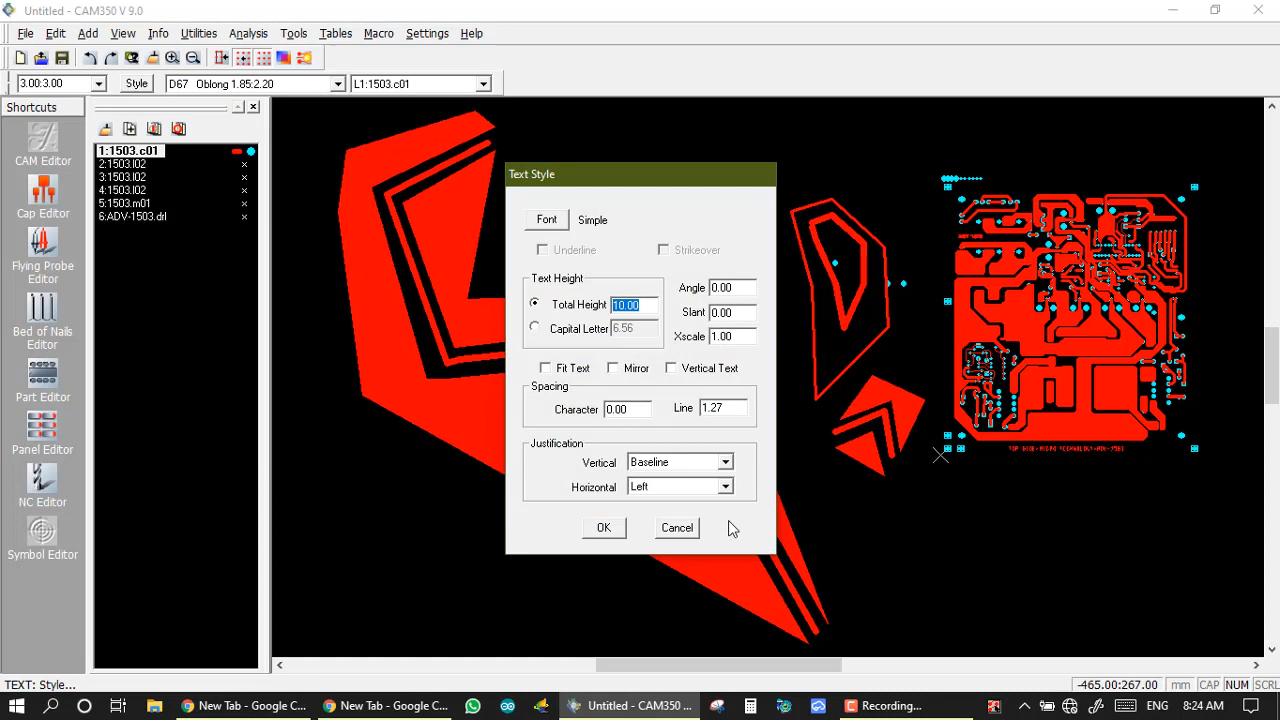 Untitled - CAM350 V 9.0
File Edit Add View Info Utilities Analysis Tools Tables Macro Settings Help
3.00:3.00 Style D67 Oblong 1.85:2.20 L1:1503.c01
Shortcuts
CAM Editor
Cap Editor
Flying Probe
Editor
Bed of Nails
Editor
Part Editor
Panel Editor
NC Editor
Symbol Editor
1:1503.c01
2:1503.l02
3:1503.l02
4:1503.l02
5:1503.m01
6:ADV-1503.drl
Text Style
Font Simple
Underline Strikeover
Text Height
Total Height 10.00
Capital Letter 6.56
Angle 0.00
Slant 0.00
Xscale 1.00
Fit Text Mirror Vertical Text
Spacing
Character 0.00 Line 1.27
Justification
Vertical Baseline
Horizontal Left
OK Cancel
TEXT: Style...
-465.00:267.00 mm CAP NUM SCRL
New Tab - Google C...
New Tab - Google C...
Untitled - CAM350 ...
Recording...
ENG 8:24 AM